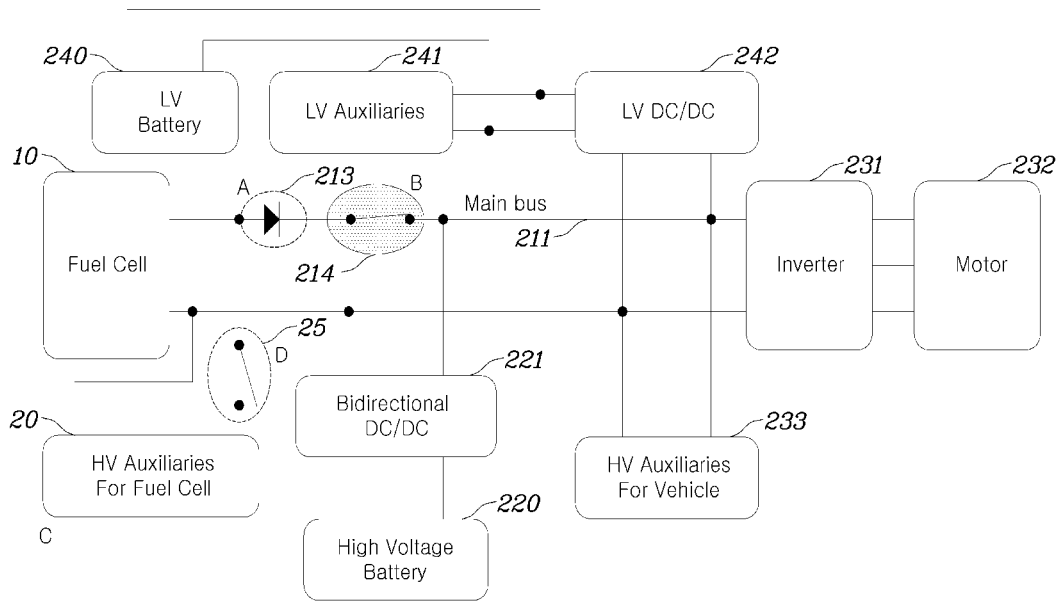 240
241
242
LV
Battery
LV Auxiliaries
LV DC/DC
10
A
213
B
231
232
Main bus
211
Fuel Cell
214
Inverter
Motor
25
D
221
Bidirectional
DC/DC
20
233
HV Auxiliaries
For Fuel Cell
HV Auxiliaries
For Vehicle
C
220
High Voltage
Battery